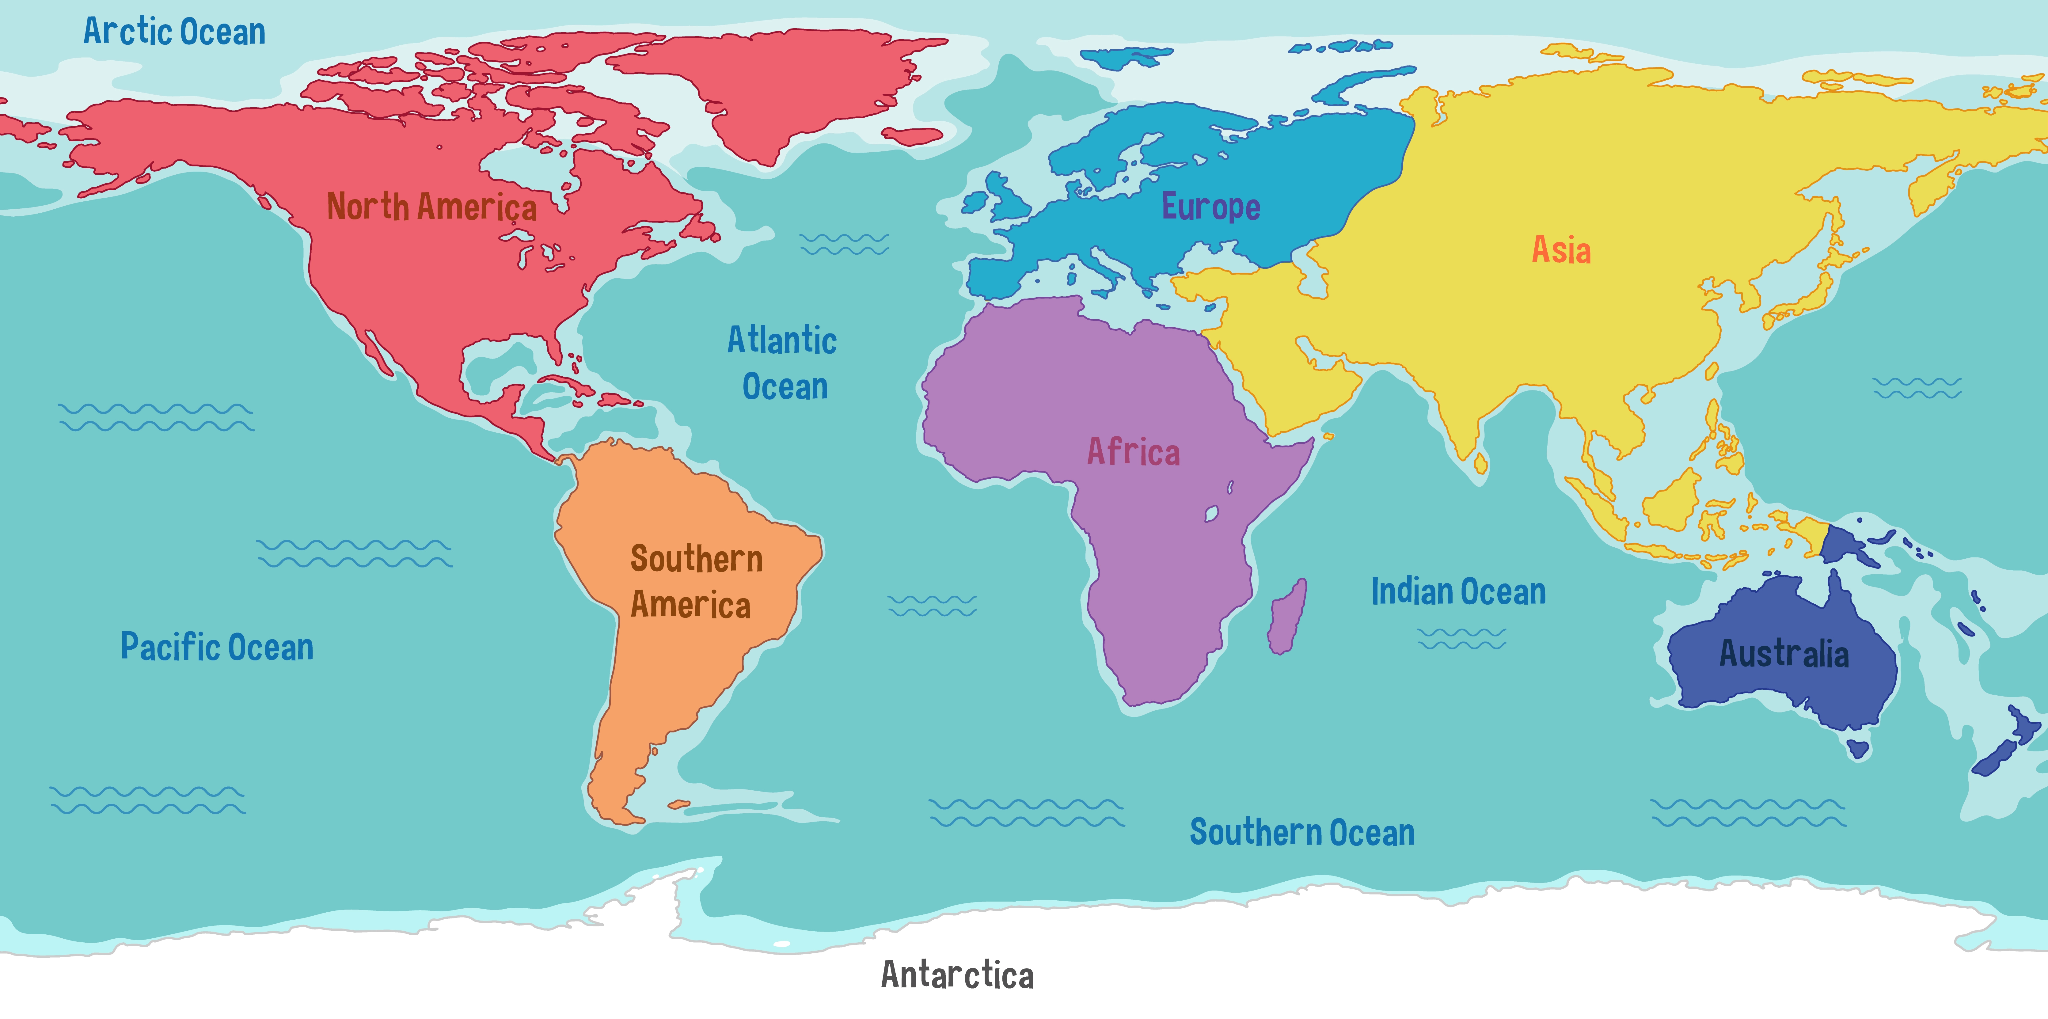 Arctic Ocean
North America
Europe
Asia
Atlantic
Ocean
Africa
Southern
America
Indian Ocean
Pacific Ocean
Australia
Southern Ocean
Antarctica